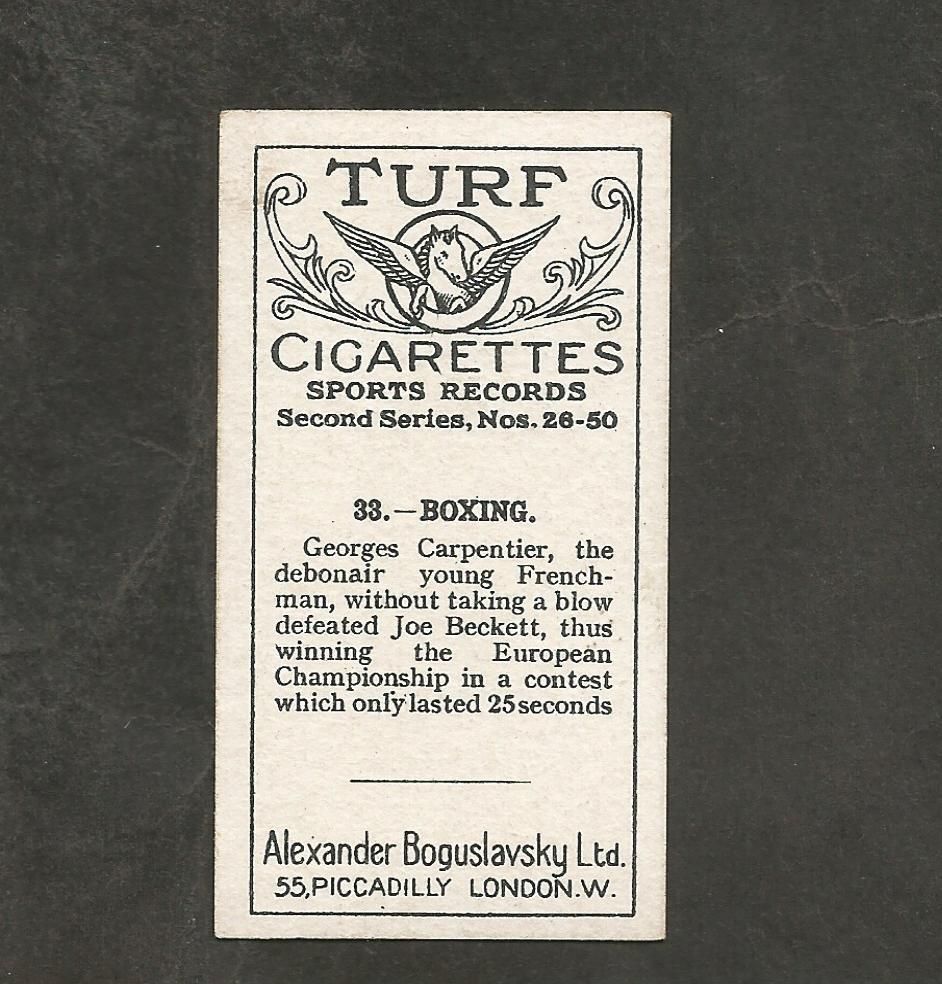 TURF
CIGARETTES
SPORTS RECORDS
Second Series, Nos. 26-50
33.—BOXING.
Georges Carpentier, the
debonair young French-
man, without taking a blow
defeated Joe Beckett, thus
winning the European
Championship in a contest
which only lasted 25 seconds
Alexander Boguslavsky Ltd.
55, PICCADILLY LONDON.W.